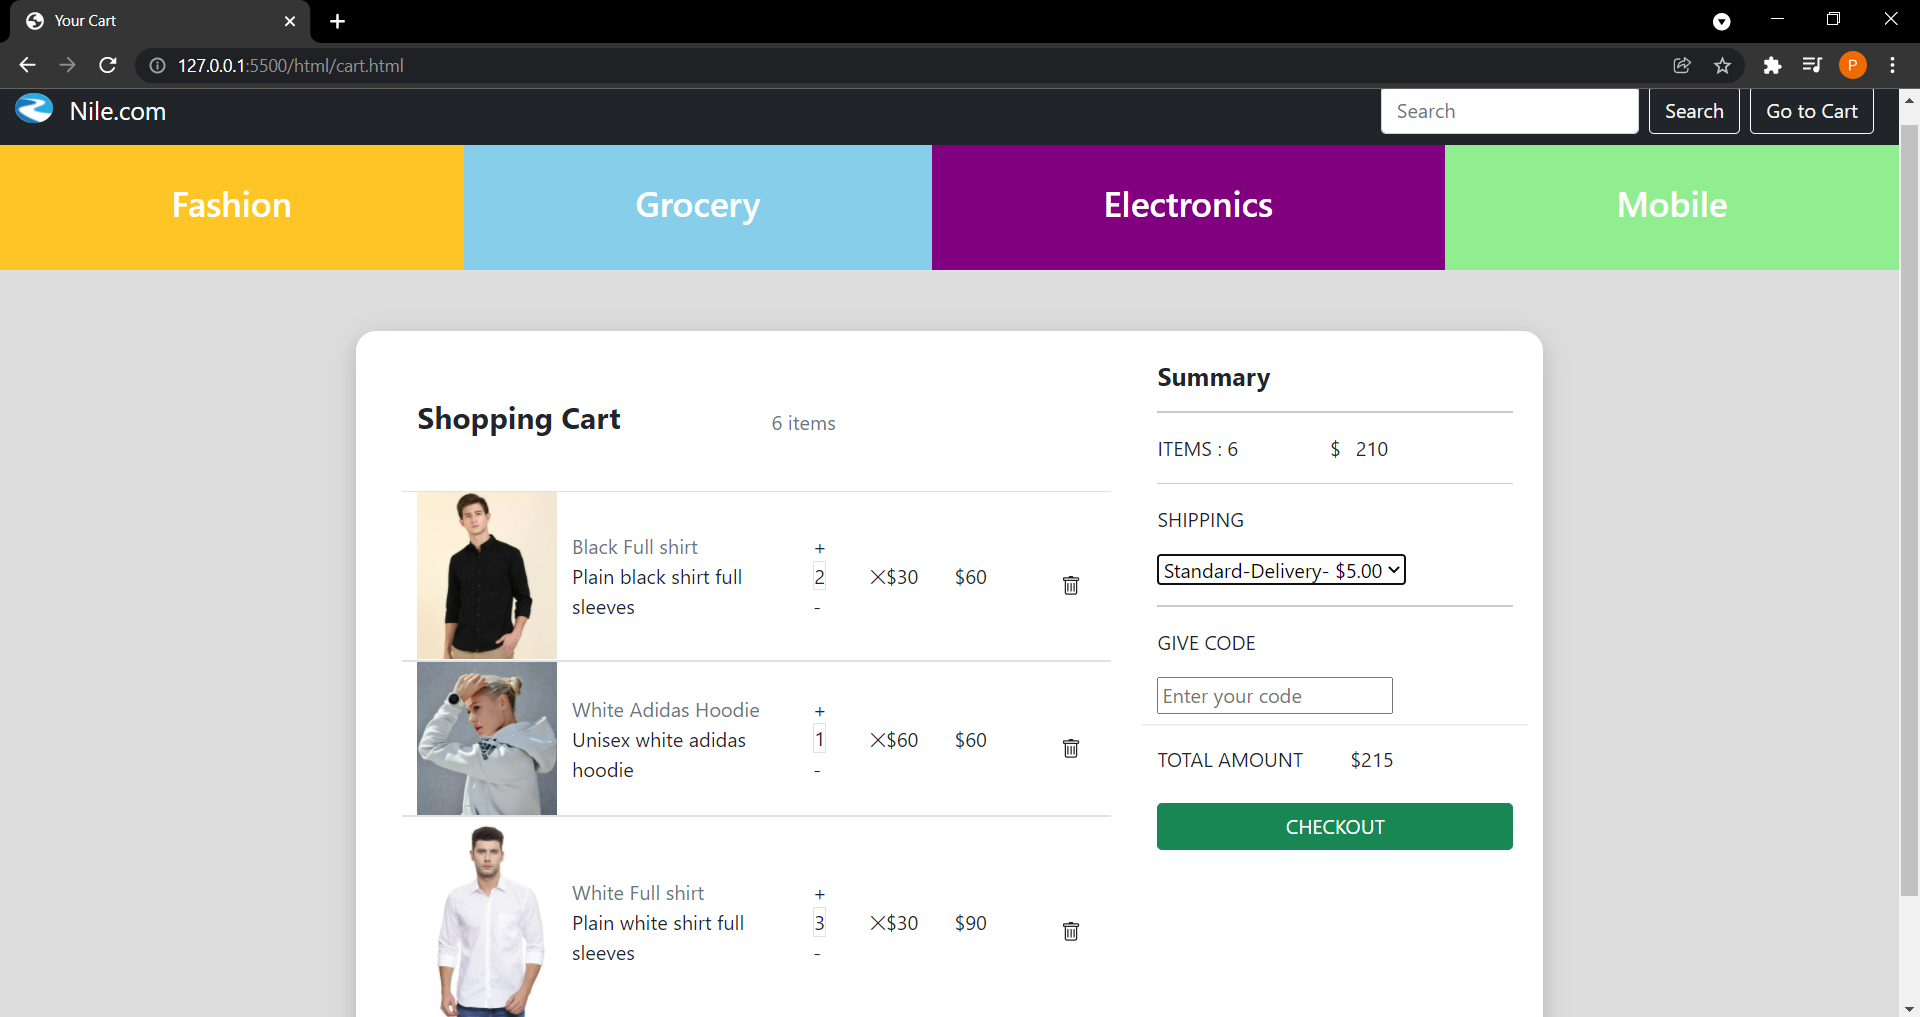 Your Cart
127.0.0.1:5500/html/cart.html
P
Nile.com
Search
Search
Go to Cart
Fashion
Grocery
Electronics
Mobile
Shopping Cart
6 items
Black Full shirt
Plain black shirt full
sleeves
+
2
-
×$30
$60
White Adidas Hoodie
Unisex white adidas
hoodie
+
1
-
×$60
$60
White Full shirt
Plain white shirt full
sleeves
+
3
-
×$30
$90
Summary
ITEMS : 6
$ 210
SHIPPING
Standard-Delivery- $5.00
GIVE CODE
Enter your code
TOTAL AMOUNT
$215
CHECKOUT